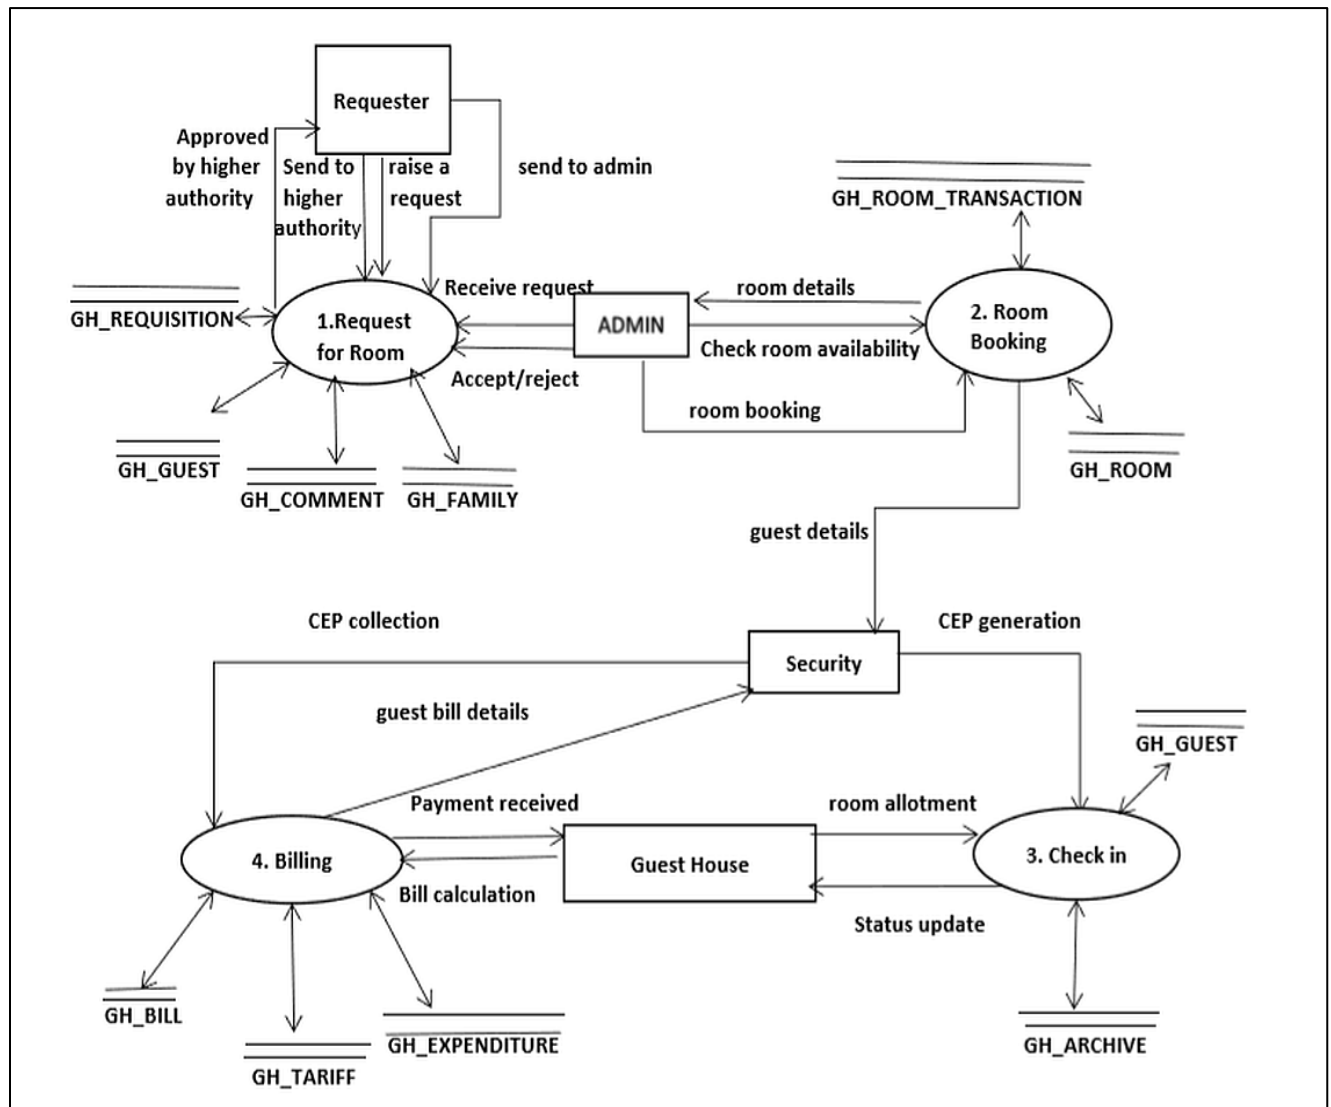 Requester
Approved
by higher
authority
Send to
higher
authority
raise a
request
send to admin
GH_ROOM_TRANSACTION
GH_REQUISITION
1.Request
for Room
Receive request
ADMIN
room details
Check room availability
2. Room
Booking
Accept/reject
room booking
GH_GUEST
GH_COMMENT
GH_FAMILY
GH_ROOM
guest details
CEP collection
Security
CEP generation
guest bill details
GH_GUEST
Payment received
room allotment
4. Billing
Guest House
3. Check in
Bill calculation
Status update
GH_BILL
GH_TARIFF
GH_EXPENDITURE
GH_ARCHIVE